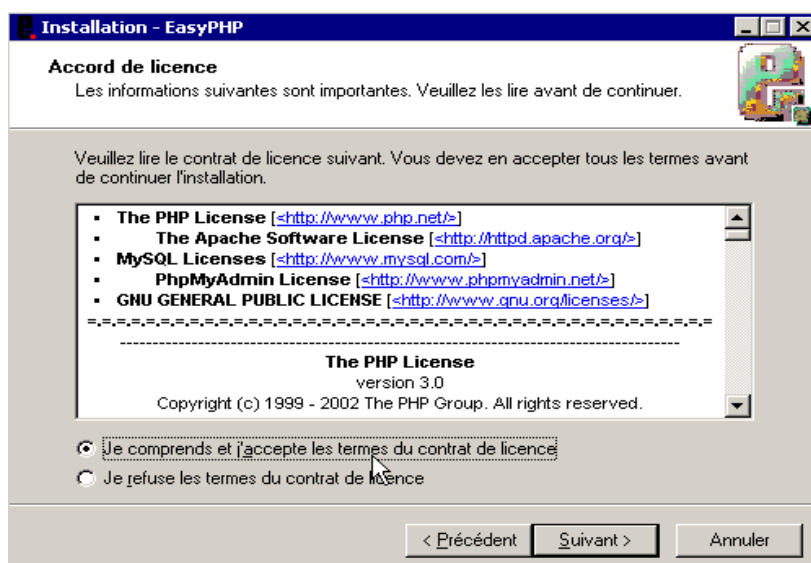 Installation - EasyPHP
Accord de licence
Les informations suivantes sont importantes. Veuillez les lire avant de continuer.
Veuillez lire le contrat de licence suivant. Vous devez en accepter tous les termes avant
de continuer l'installation.
▪ The PHP License [<http://www.php.net/>]
▪ The Apache Software License [<http://httpd.apache.org/>]
▪ MySQL Licenses [<http://www.mysql.com/>]
▪ PhpMyAdmin License [<http://www.phpmyadmin.net/>]
▪ GNU GENERAL PUBLIC LICENSE [<http://www.gnu.org/licenses/>]
=-=-=-=-=-=-=-=-=-=-=-=-=-=-=-=-=-=-=-=-=-=-=-=-=-=-=-=-=-=-=-=-=-=-=-=-=-=-=-=-=-=-=
--------------------------------------------------------------------------------------------------------
The PHP License
version 3.0
Copyright (c) 1999 - 2002 The PHP Group. All rights reserved.
Je comprends et j'accepte les termes du contrat de licence
Je refuse les termes du contrat de licence
< Précédent
Suivant >
Annuler